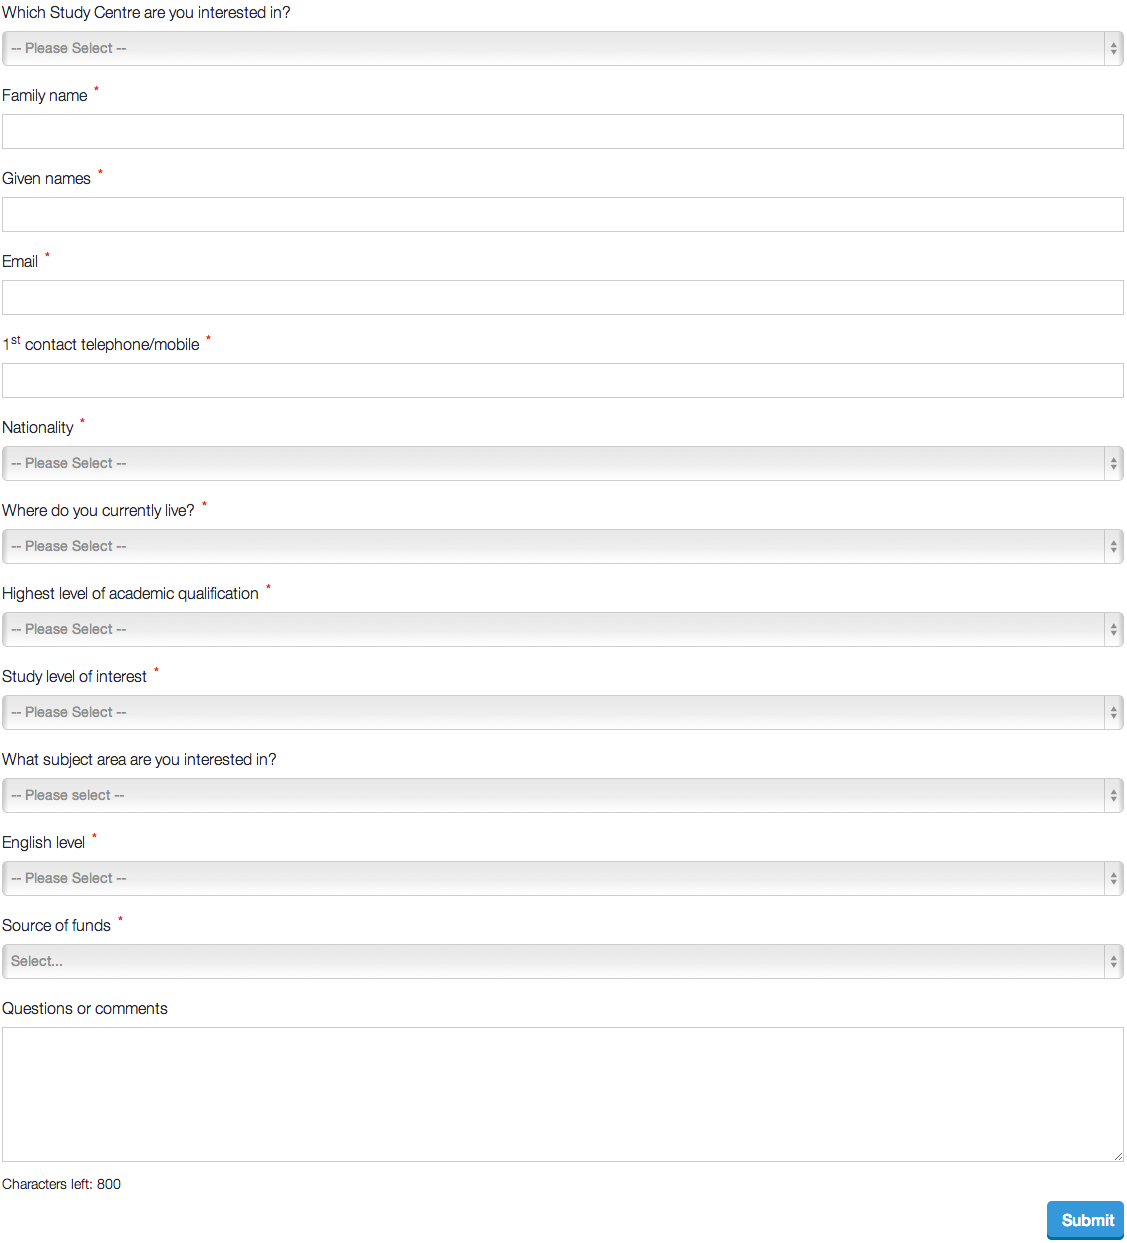 Which Study Centre are you interested in?
-- Please Select --
Family name *
Given names *
Email *
1st contact telephone/mobile *
Nationality *
-- Please Select --
Where do you currently live? *
-- Please Select --
Highest level of academic qualification *
-- Please Select --
Study level of interest *
-- Please Select --
What subject area are you interested in?
-- Please select --
English level *
-- Please Select --
Source of funds *
Select...
Questions or comments
Characters left: 800
Submit